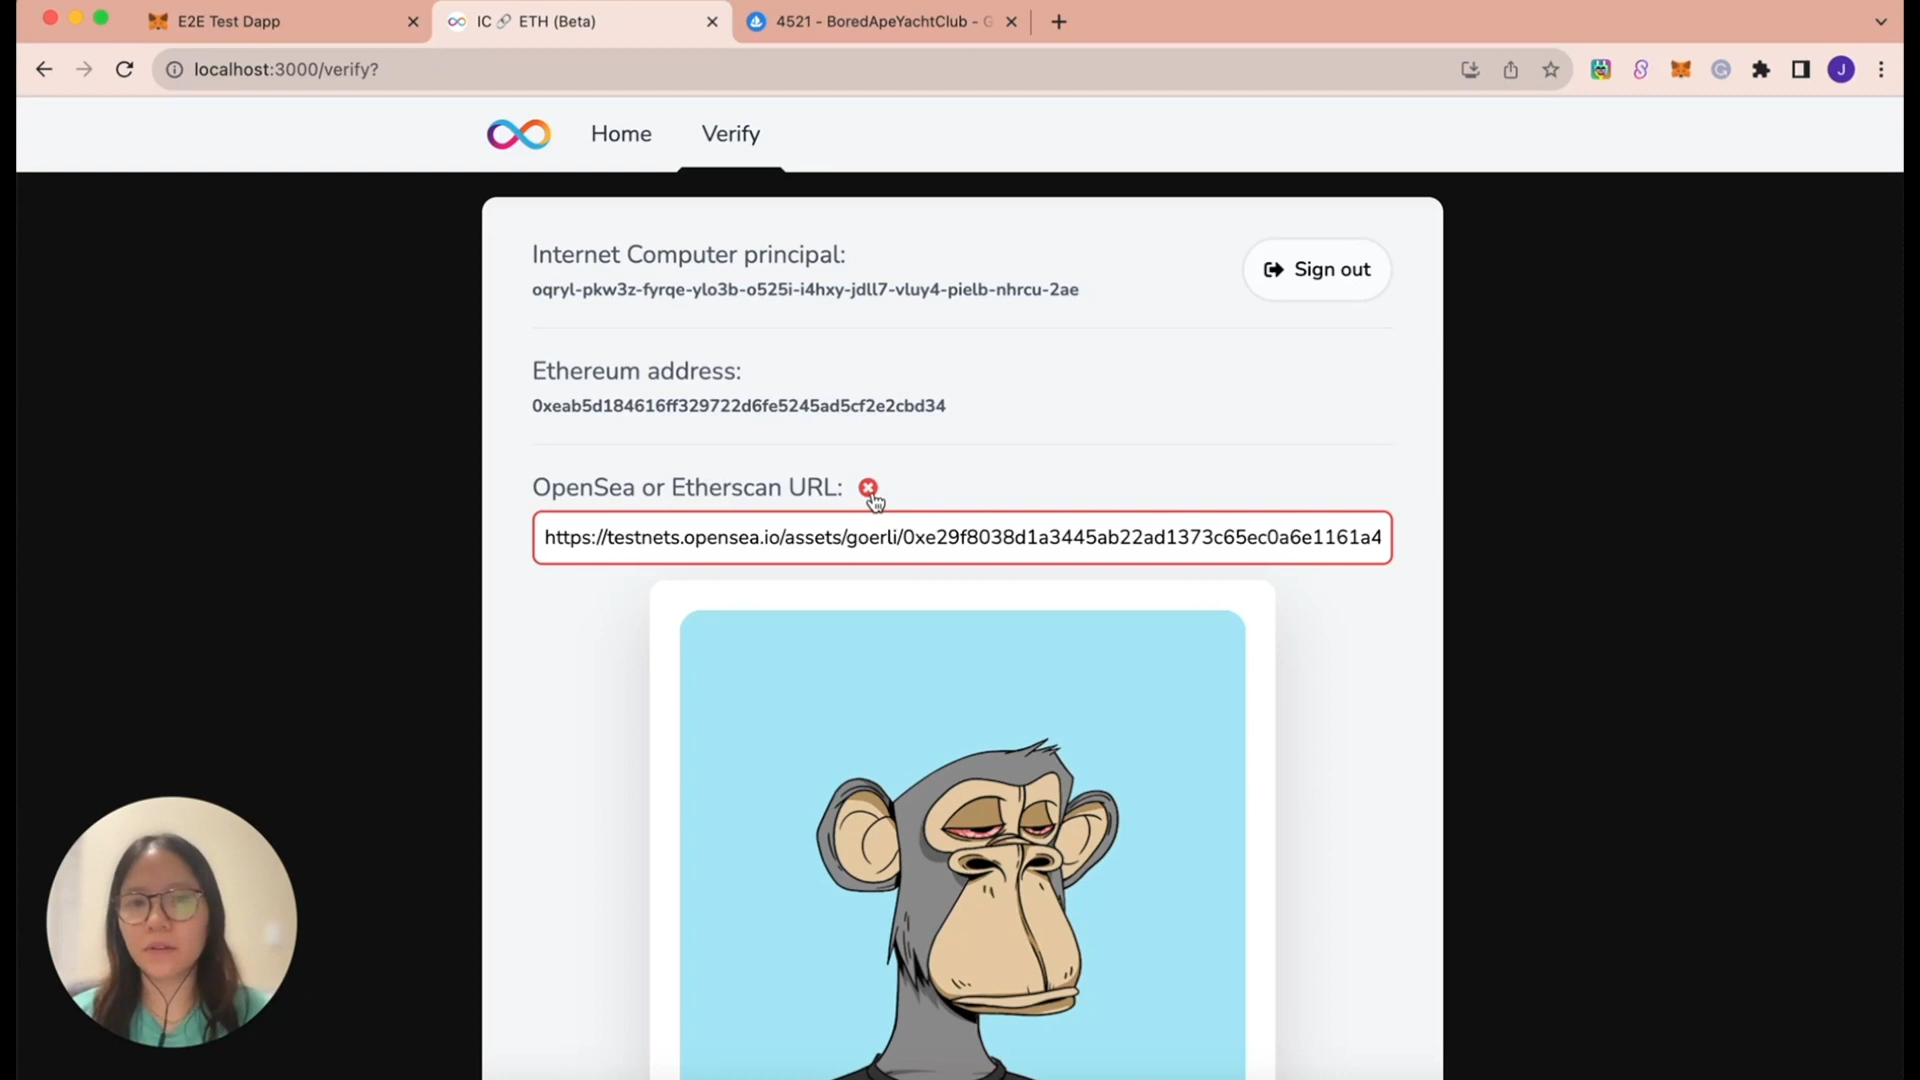 E2E Test Dapp
IC 🔗 ETH (Beta)
4521 - BoredApeYachtClub - G
localhost:3000/verify?
J
Home
Verify
Internet Computer principal:
oqryl-pkw3z-fyrqe-ylo3b-o525i-i4hxy-jdll7-vluy4-pielb-nhrcu-2ae
Sign out
Ethereum address:
0xeab5d184616ff329722d6fe5245ad5cf2e2cbd34
OpenSea or Etherscan URL:
https://testnets.opensea.io/assets/goerli/0xe29f8038d1a3445ab22ad1373c65ec0a6e1161a4